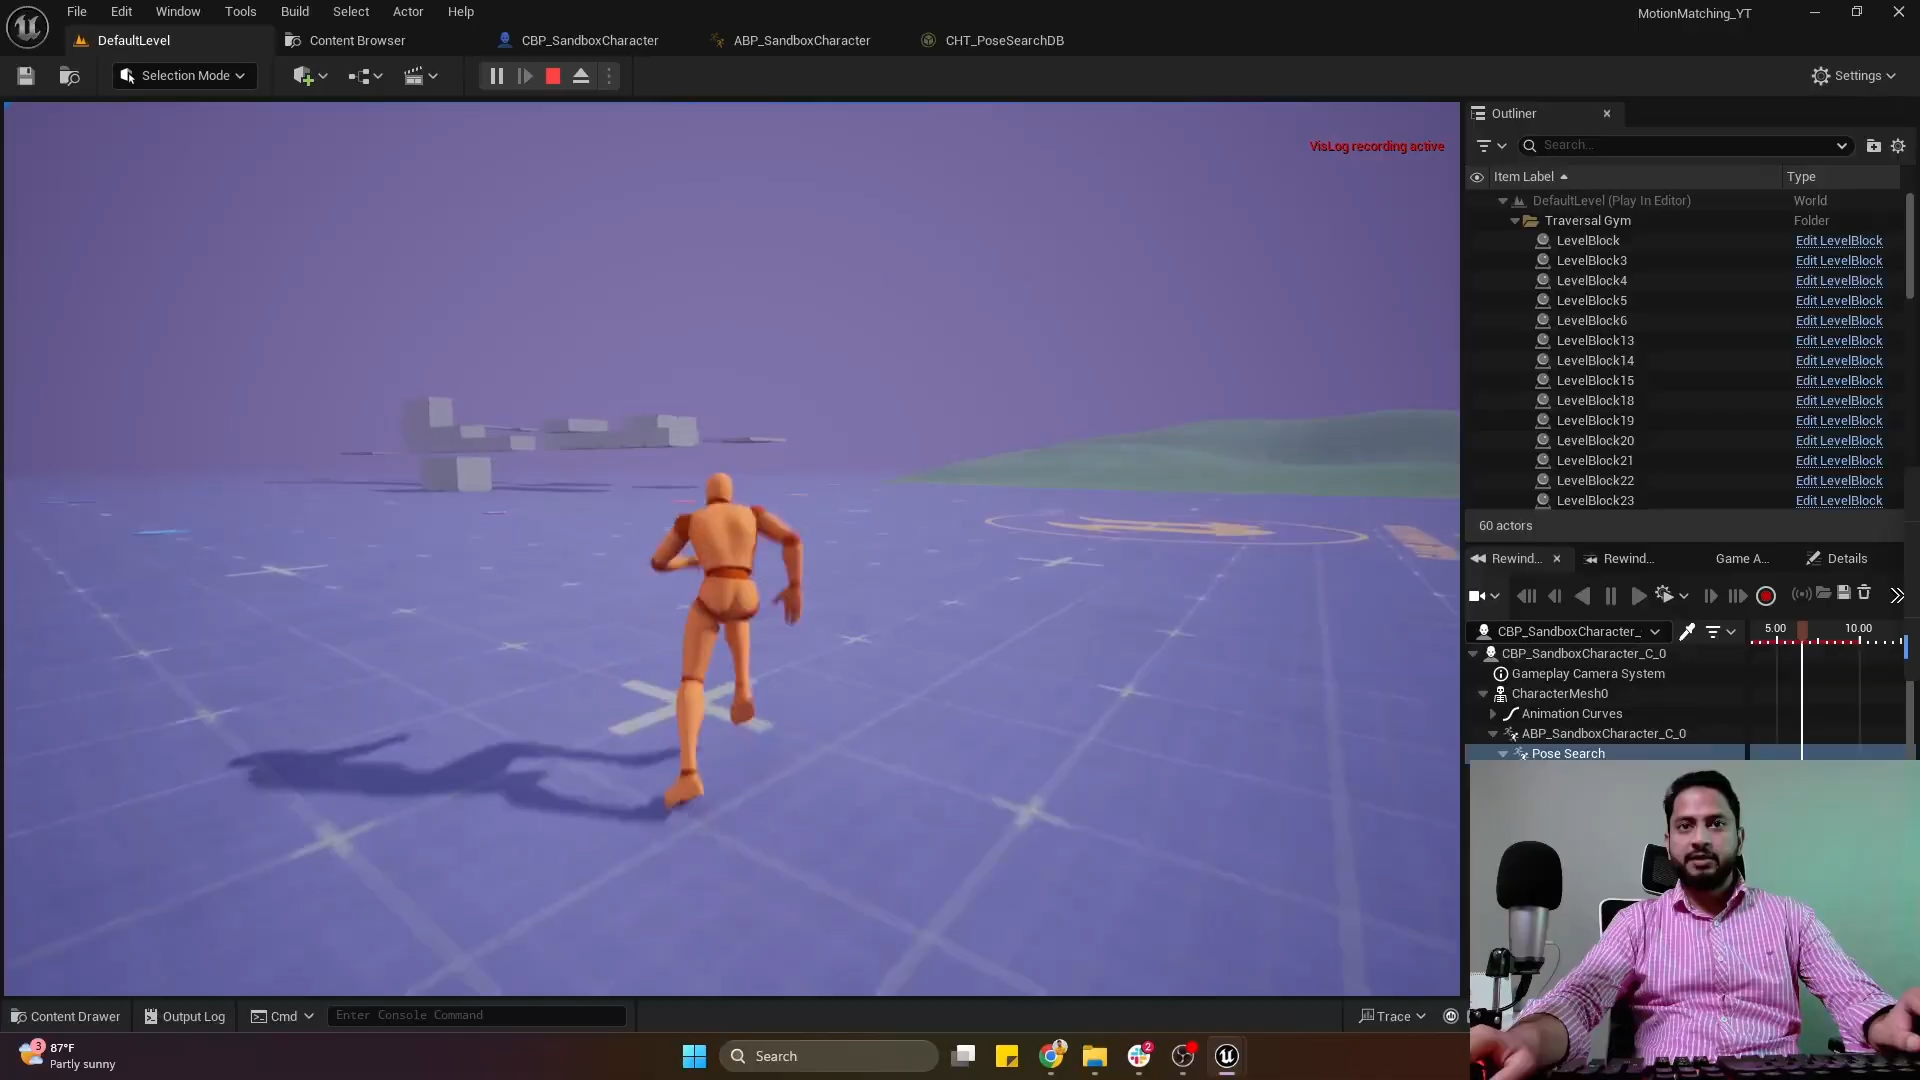 File Edit Window Tools Build Select Actor Help
MotionMatching_YT
DefaultLevel
Content Browser
CBP_SandboxCharacter
ABP_SandboxCharacter
CHT_PoseSearchDB
Selection Mode
Settings
VisLog recording active
Outliner
Search...
Item Label
Type
DefaultLevel (Play In Editor) World
Traversal Gym Folder
LevelBlock Edit LevelBlock
LevelBlock3 Edit LevelBlock
LevelBlock4 Edit LevelBlock
LevelBlock5 Edit LevelBlock
LevelBlock6 Edit LevelBlock
LevelBlock13 Edit LevelBlock
LevelBlock14 Edit LevelBlock
LevelBlock15 Edit LevelBlock
LevelBlock18 Edit LevelBlock
LevelBlock19 Edit LevelBlock
LevelBlock20 Edit LevelBlock
LevelBlock21 Edit LevelBlock
LevelBlock22 Edit LevelBlock
LevelBlock23 Edit LevelBlock
60 actors
Rewind... Rewind... Game A... Details
CBP_SandboxCharacter_ 5.00 10.00
CBP_SandboxCharacter_C_0
Gameplay Camera System
CharacterMesh0
Animation Curves
ABP_SandboxCharacter_C_0
Pose Search
Content Drawer
Output Log
Cmd
Enter Console Command
Trace
3
87°F
Partly sunny
Search
2